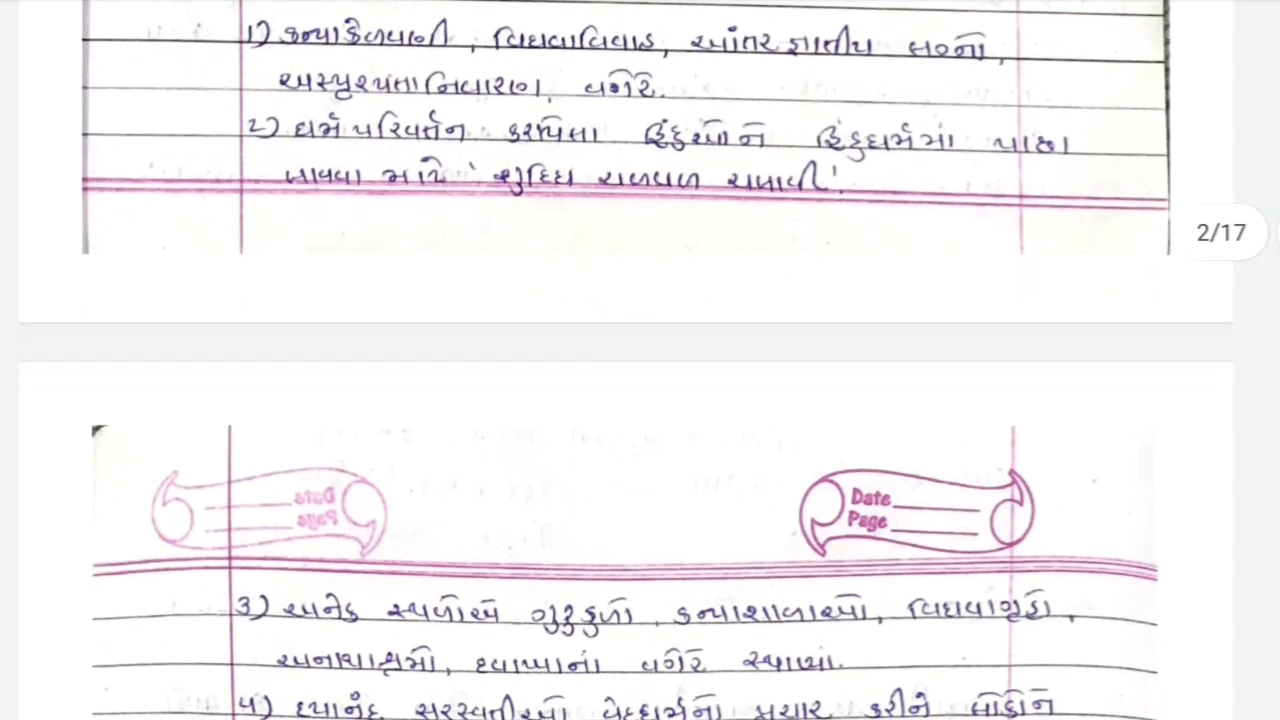 1) કન્યાકેળવણી, વિધવાવિવાહ, આંતરજ્ઞાતીય લગ્નો,
અસ્પૃશ્યતાનિવારણ, વગેરે.
2) ધર્મ પરિવર્તન કરાયેલા હિંદુઓને હિંદુધર્મમાં પાછા
લાવવા માટે 'શુદ્ધિ ચળવળ ચલાવી'.
2/17
Date
Page
Date
Page
3) અનેક સ્થળોએ ગુરુકુળો, કન્યાશાળાઓ, વિધવાગૃહો,
અનાથાશ્રમો, દવાખાનાં વગેરે સ્થાપ્યાં.
4) દયાનંદ સરસ્વતીએ વેદધર્મનો પ્રચાર કરીને લોકોને